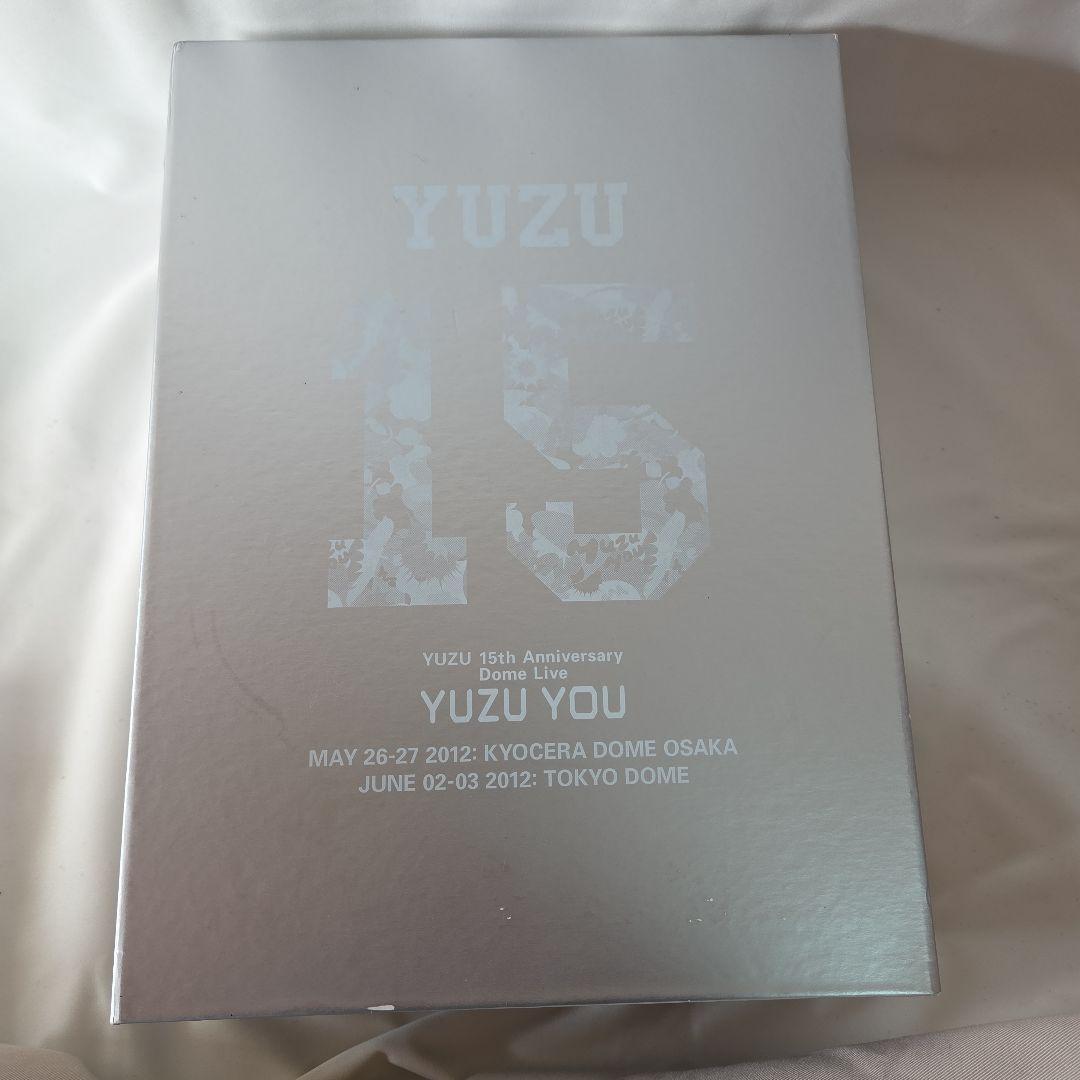 YUZU
15
YUZU 15th Anniversary
Dome Live
YUZU YOU
MAY 26-27 2012: KYOCERA DOME OSAKA
JUNE 02-03 2012: TOKYO DOME